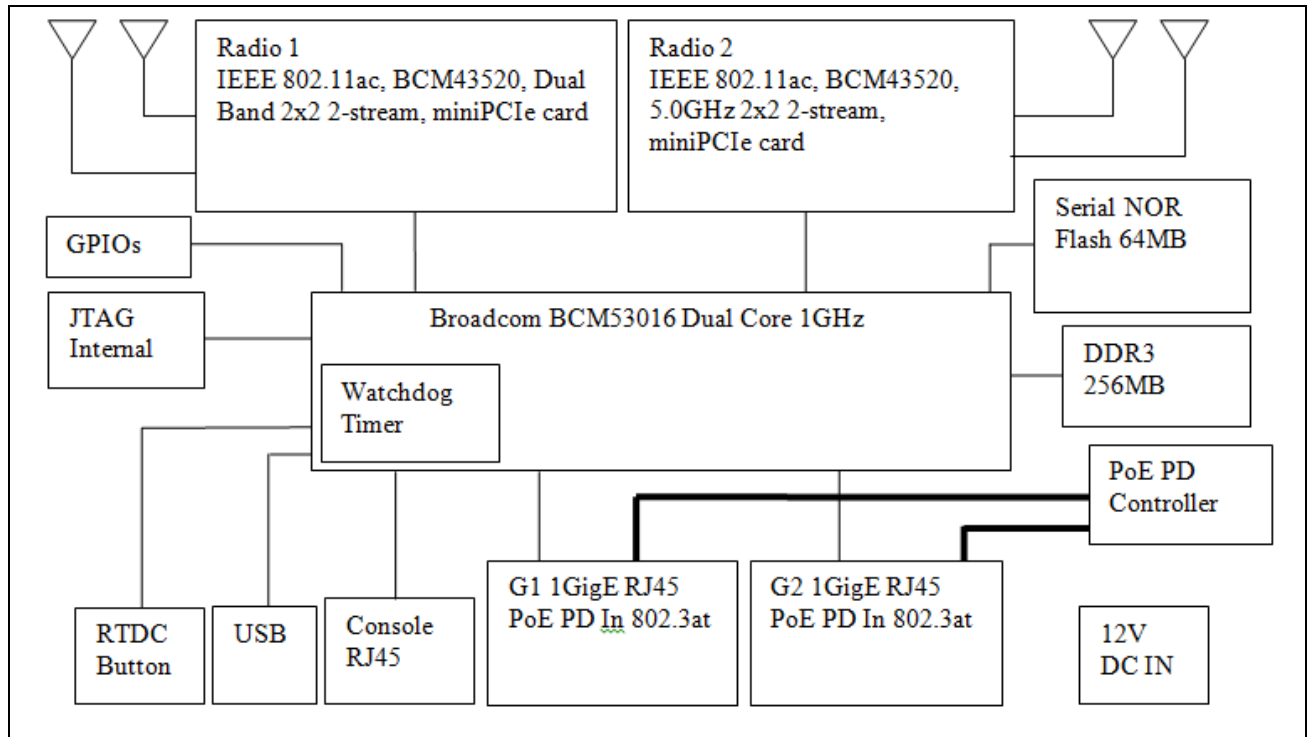 Radio 1
IEEE 802.11ac, BCM43520, Dual
Band 2x2 2-stream, miniPCIe card
Radio 2
IEEE 802.11ac, BCM43520,
5.0GHz 2x2 2-stream,
miniPCIe card
Serial NOR
Flash 64MB
GPIOs
JTAG
Internal
Broadcom BCM53016 Dual Core 1GHz
DDR3
256MB
Watchdog
Timer
PoE PD
Controller
G1 1GigE RJ45
PoE PD In 802.3at
G2 1GigE RJ45
PoE PD In 802.3at
RTDC
Button
USB
Console
RJ45
12V
DC IN